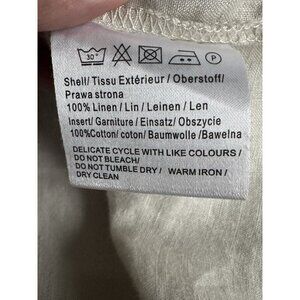 30°
P
Shell/ Tissu Extérieur / Oberstoff/
Prawa strona
100% Linen / Lin / Leinen / Len
Insert/ Garniture / Einsatz/ Obszycie
100%Cotton/ coton/ Baumwolle /Bawelna
DELICATE CYCLE WITH LIKE COLOURS /
DO NOT BLEACH/
DO NOT TUMBLE DRY / WARM IRON /
DRY CLEAN